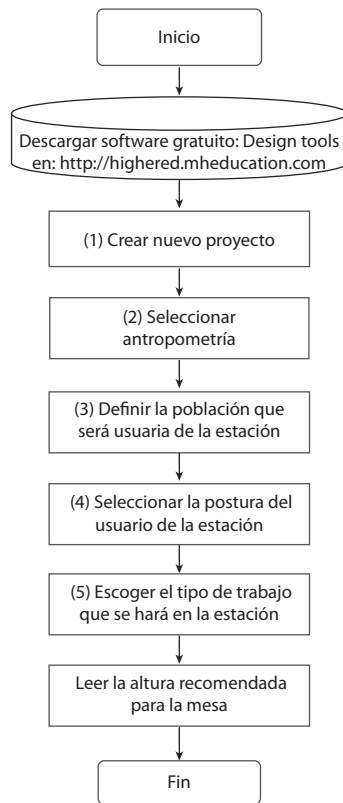 Inicio
Descargar software gratuito: Design tools
en: http://highered.mheducation.com
(1) Crear nuevo proyecto
(2) Seleccionar
antropometría
(3) Definir la población que
será usuaria de la estación
(4) Seleccionar la postura del
usuario de la estación
(5) Escoger el tipo de trabajo
que se hará en la estación
Leer la altura recomendada
para la mesa
Fin